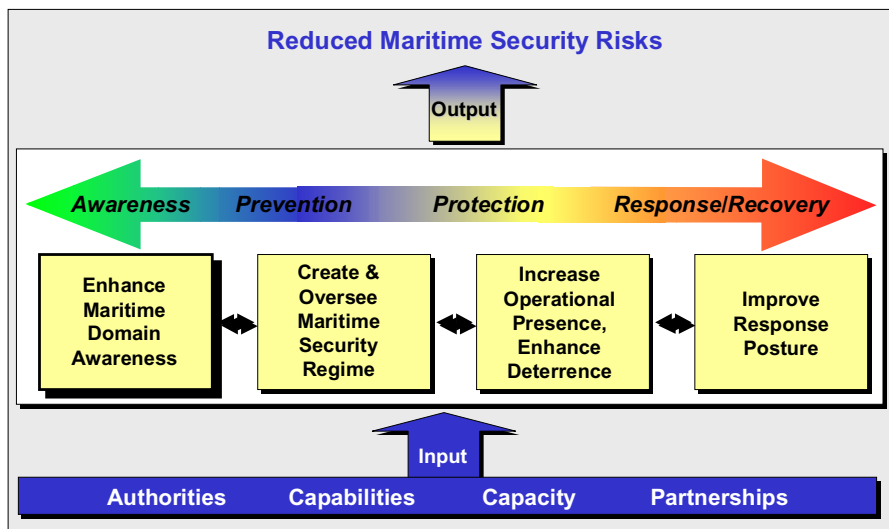 Reduced Maritime Security Risks
Output
Awareness Prevention Protection Response/Recovery
Enhance
Maritime
Domain
Awareness
Create &
Oversee
Maritime
Security
Regime
Increase
Operational
Presence,
Enhance
Deterrence
Improve
Response
Posture
Input
Authorities Capabilities Capacity Partnerships